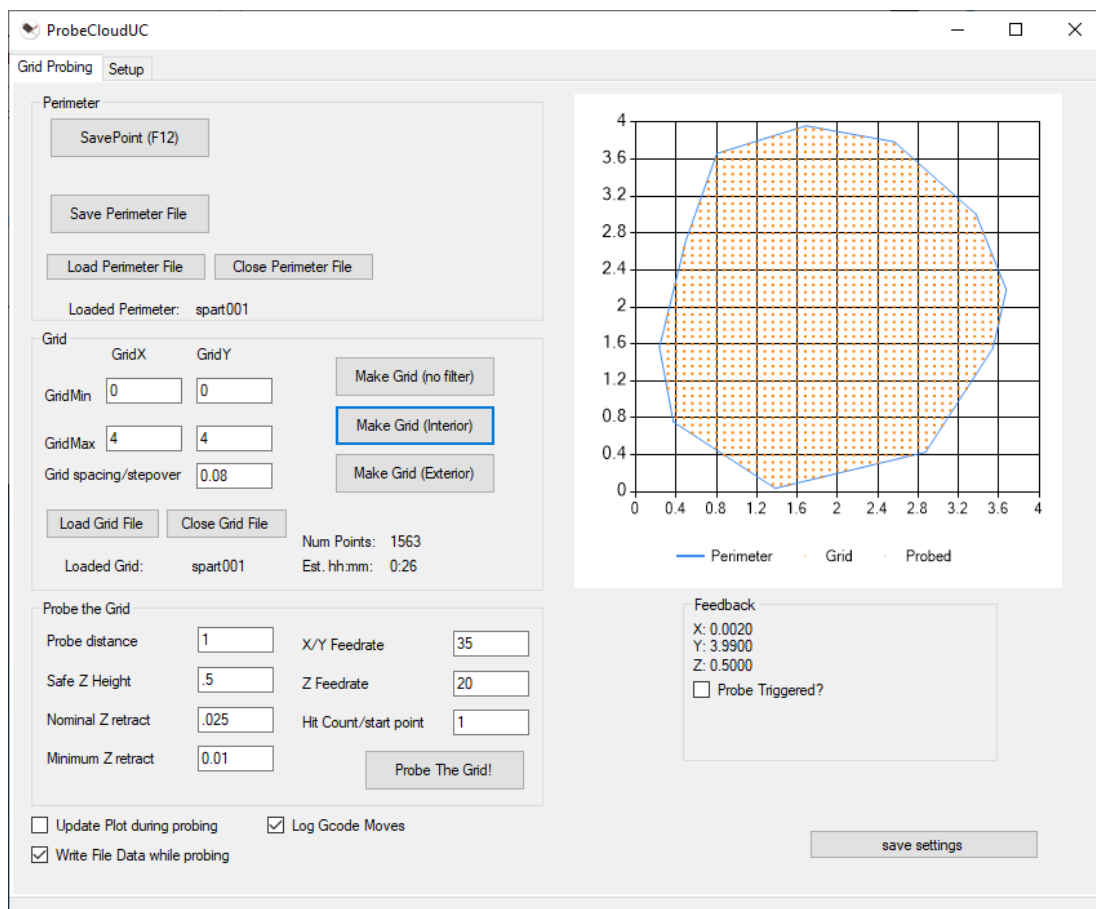 ProbeCloudUC
Grid Probing Setup
Perimeter
SavePoint (F12)
Save Perimeter File
Load Perimeter File Close Perimeter File
Loaded Perimeter: spart001
Grid
GridX GridY
GridMin 0 0
GridMax 4 4
Grid spacing/stepover 0.08
Make Grid (no filter)
Make Grid (Interior)
Make Grid (Exterior)
Load Grid File Close Grid File
Num Points: 1563
Loaded Grid: spart001 Est. hh:mm: 0:26
Probe the Grid
Probe distance 1 X/Y Feedrate 35
Safe Z Height .5 Z Feedrate 20
Nominal Z retract .025 Hit Count/start point 1
Minimum Z retract 0.01 Probe The Grid!
Update Plot during probing Log Gcode Moves
Write File Data while probing
4
3.6
3.2
2.8
2.4
2
1.6
1.2
0.8
0.4
0
0 0.4 0.8 1.2 1.6 2 2.4 2.8 3.2 3.6 4
Perimeter Grid Probed
Feedback
X: 0.0020
Y: 3.9900
Z: 0.5000
Probe Triggered?
save settings